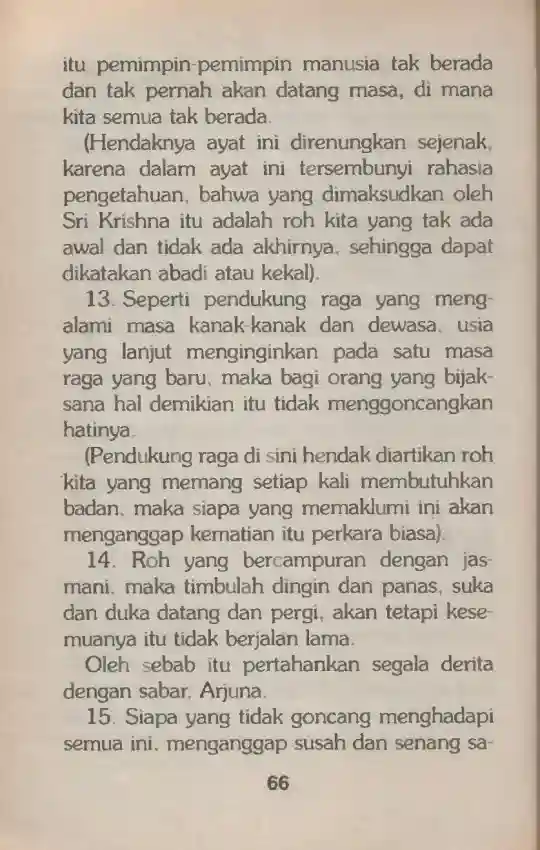 itu pemimpin-pemimpin manusia tak berada
dan tak pernah akan datang masa, di mana
kita semua tak berada.
(Hendaknya ayat ini direnungkan sejenak,
karena dalam ayat ini tersembunyi rahasia
pengetahuan, bahwa yang dimaksudkan oleh
Sri Krishna itu adalah roh kita yang tak ada
awal dan tidak ada akhirnya, sehingga dapat
dikatakan abadi atau kekal).
13. Seperti pendukung raga yang meng-
alami masa kanak-kanak dan dewasa, usia
yang lanjut menginginkan pada satu masa
raga yang baru, maka bagi orang yang bijak-
sana hal demikian itu tidak menggoncangkan
hatinya.
(Pendukung raga di sini hendak diartikan roh
kita yang memang setiap kali membutuhkan
badan, maka siapa yang memaklumi ini akan
menganggap kematian itu perkara biasa).
14. Roh yang bercampuran dengan jas-
mani, maka timbulah dingin dan panas, suka
dan duka datang dan pergi, akan tetapi kese-
muanya itu tidak berjalan lama.
Oleh sebab itu pertahankan segala derita
dengan sabar, Arjuna.
15. Siapa yang tidak goncang menghadapi
semua ini, menganggap susah dan senang sa-
66